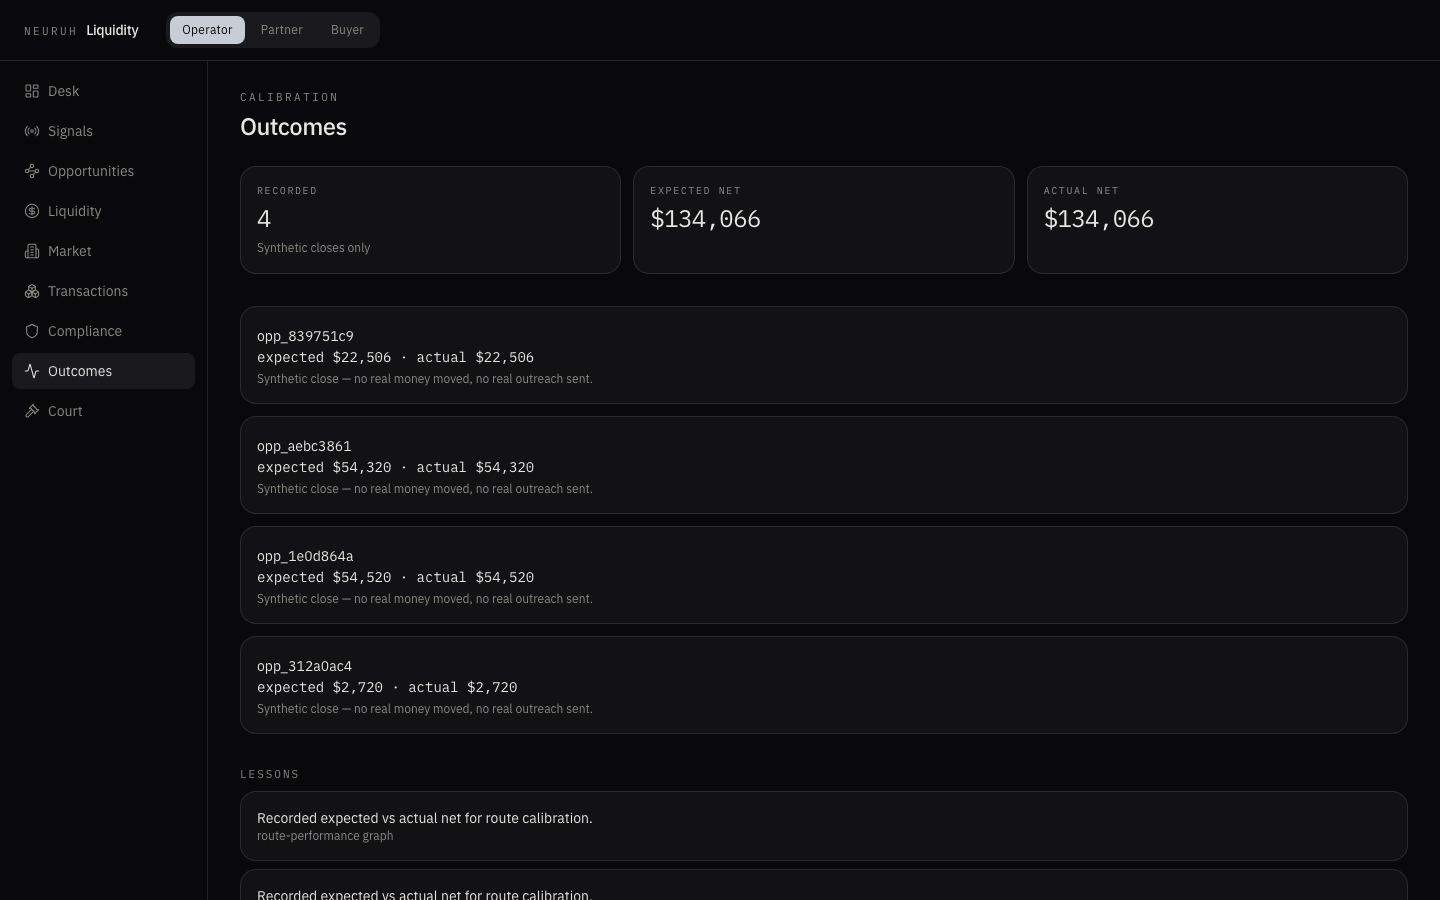 NEURUH Liquidity
Operator Partner Buyer
Desk
Signals
Opportunities
Liquidity
Market
Transactions
Compliance
Outcomes
Court
CALIBRATION
Outcomes
RECORDED
4
Synthetic closes only
EXPECTED NET
$134,066
ACTUAL NET
$134,066
opp_839751c9
expected $22,506 · actual $22,506
Synthetic close — no real money moved, no real outreach sent.
opp_aebc3861
expected $54,320 · actual $54,320
Synthetic close — no real money moved, no real outreach sent.
opp_1e0d864a
expected $54,520 · actual $54,520
Synthetic close — no real money moved, no real outreach sent.
opp_312a0ac4
expected $2,720 · actual $2,720
Synthetic close — no real money moved, no real outreach sent.
LESSONS
Recorded expected vs actual net for route calibration.
route-performance graph
Recorded expected vs actual net for route calibration.